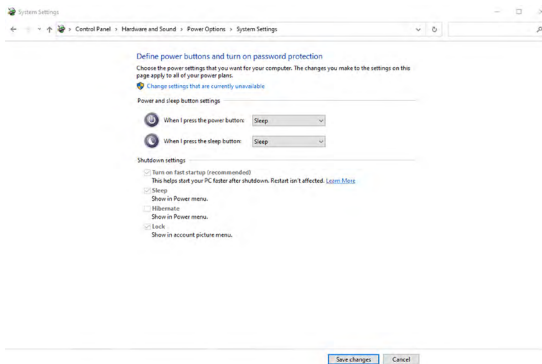 System Settings
Control Panel > Hardware and Sound > Power Options > System Settings
Define power buttons and turn on password protection
Choose the power settings that you want for your computer. The changes you make to the settings on this
page apply to all of your power plans.
Change settings that are currently unavailable
Power and sleep button settings
When I press the power button: Sleep
When I press the sleep button: Sleep
Shutdown settings
Turn on fast startup (recommended)
This helps start your PC faster after shutdown. Restart isn't affected. Learn More
Sleep
Show in Power menu.
Hibernate
Show in Power menu.
Lock
Show in account picture menu.
Save changes Cancel